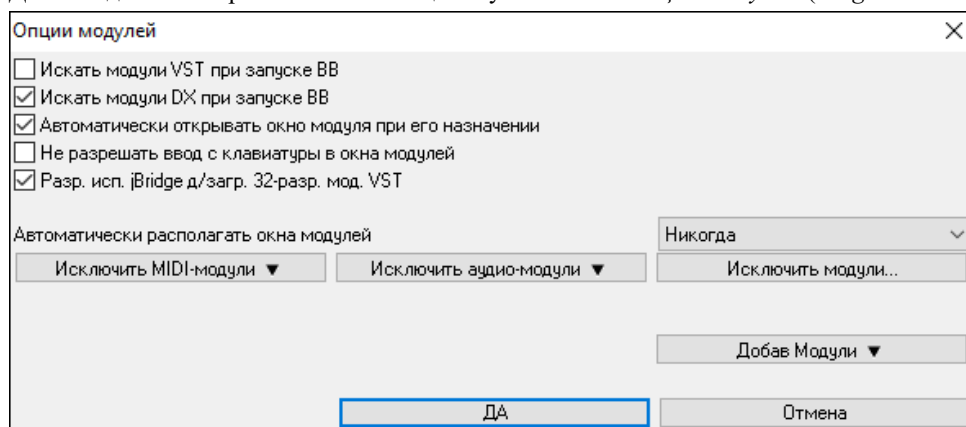 Опции модулей
Искать модули VST при запуске BB
Искать модули DX при запуске BB
Автоматически открывать окно модуля при его назначении
Не разрешать ввод с клавиатуры в окна модулей
Разр. исп. jBridge д/загр. 32-разр. мод. VST
Автоматически располагать окна модулей Никогда
Исключить MIDI-модули ▼ Исключить аудио-модули ▼ Исключить модули...
Добав Модули ▼
ДА Отмена